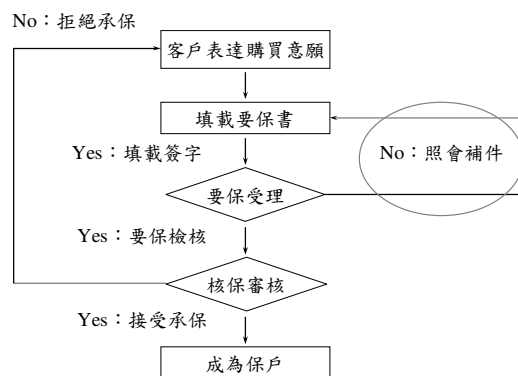 No：拒絕承保
客戶表達購買意願
填載要保書
Yes：填載簽字
No：照會補件
要保受理
Yes：要保檢核
核保審核
Yes：接受承保
成為保戶